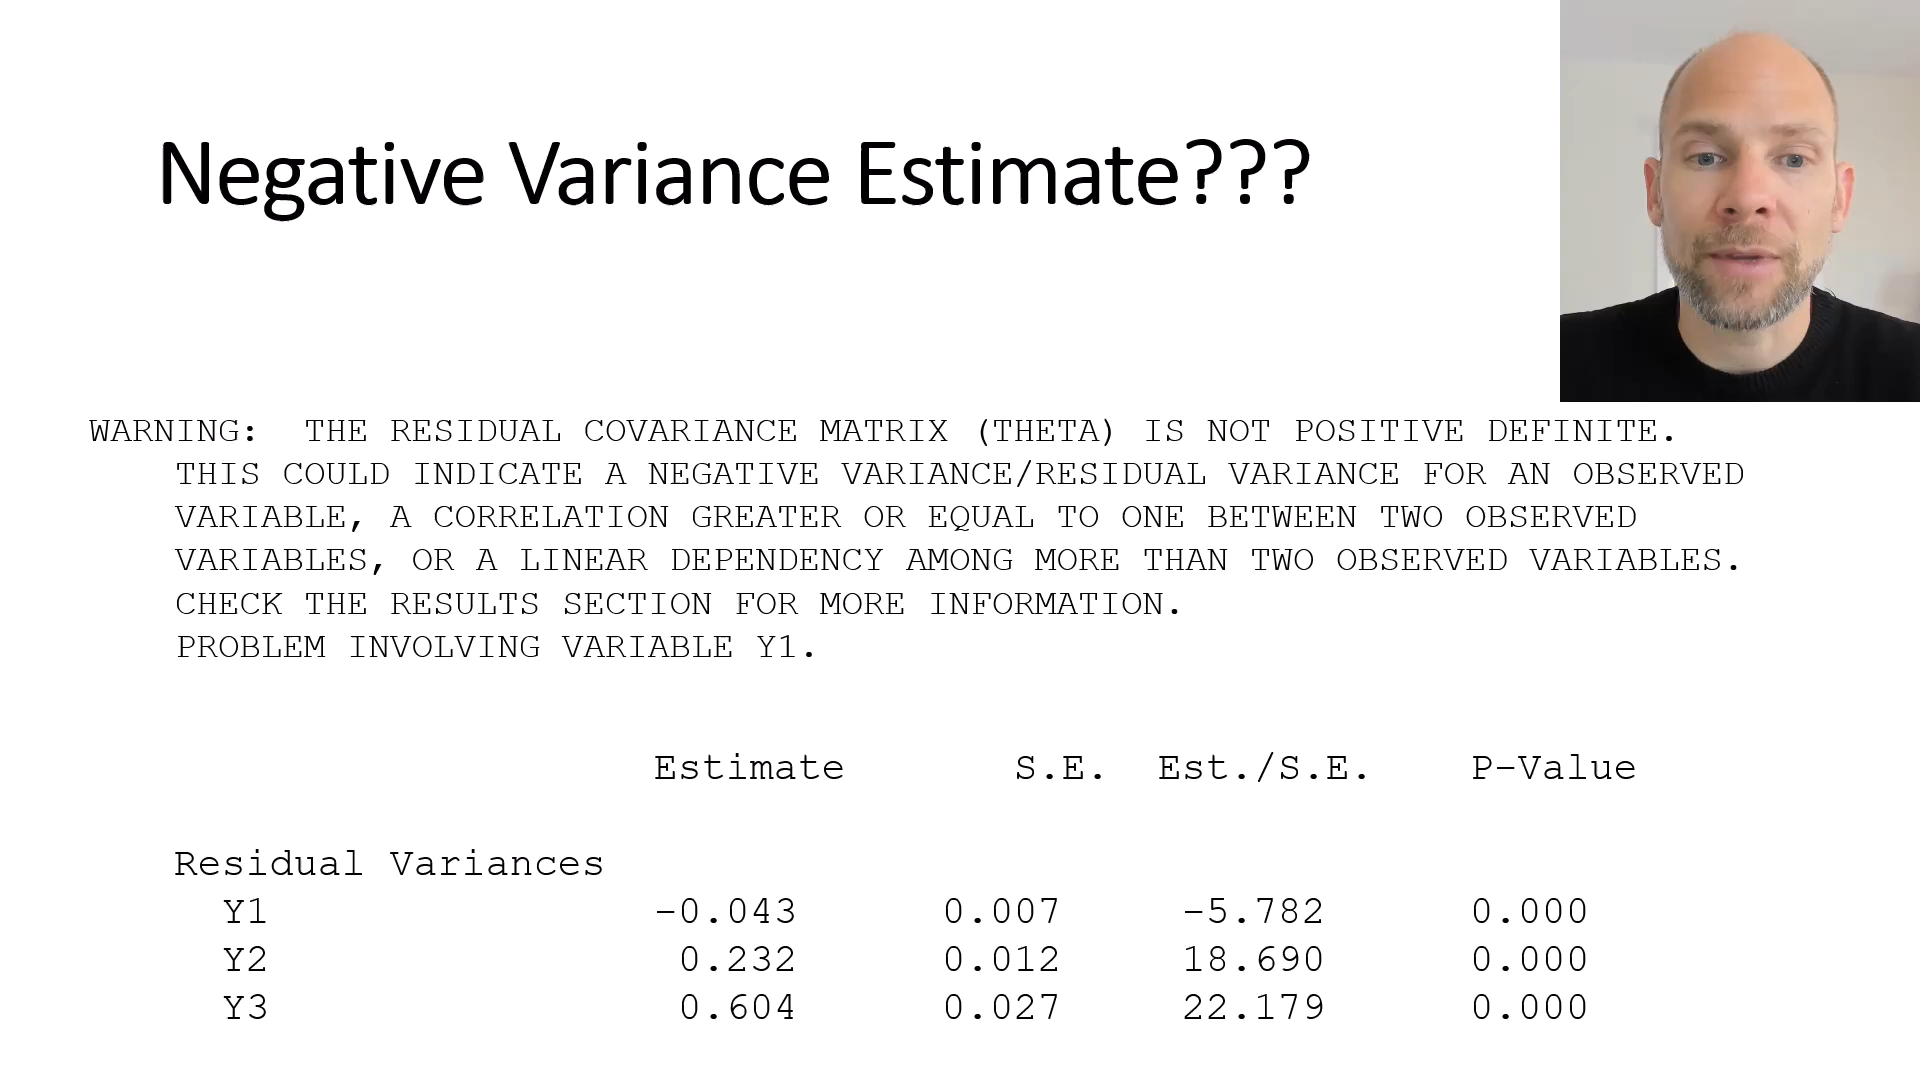 Negative Variance Estimate???
WARNING: THE RESIDUAL COVARIANCE MATRIX (THETA) IS NOT POSITIVE DEFINITE.
THIS COULD INDICATE A NEGATIVE VARIANCE/RESIDUAL VARIANCE FOR AN OBSERVED
VARIABLE, A CORRELATION GREATER OR EQUAL TO ONE BETWEEN TWO OBSERVED
VARIABLES, OR A LINEAR DEPENDENCY AMONG MORE THAN TWO OBSERVED VARIABLES.
CHECK THE RESULTS SECTION FOR MORE INFORMATION.
PROBLEM INVOLVING VARIABLE Y1.
Estimate S.E. Est./S.E. P-Value
Residual Variances
Y1 -0.043 0.007 -5.782 0.000
Y2 0.232 0.012 18.690 0.000
Y3 0.604 0.027 22.179 0.000